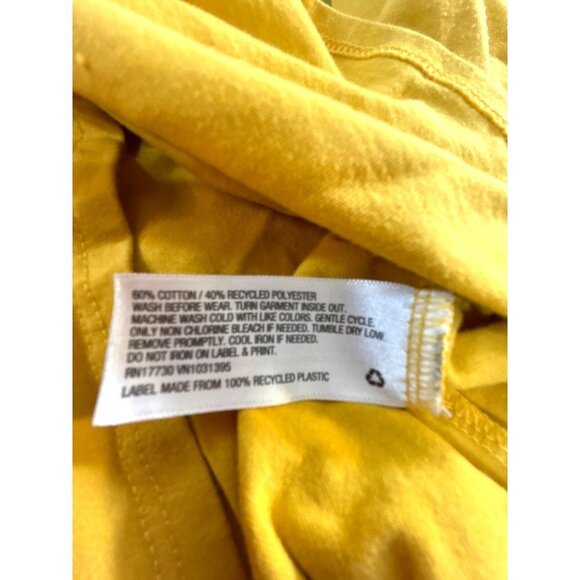 60% COTTON / 40% RECYCLED POLYESTER
WASH BEFORE WEAR. TURN GARMENT INSIDE OUT.
MACHINE WASH COLD WITH LIKE COLORS. GENTLE CYCLE.
ONLY NON CHLORINE BLEACH IF NEEDED. TUMBLE DRY LOW.
REMOVE PROMPTLY. COOL IRON IF NEEDED.
DO NOT IRON ON LABEL & PRINT.
RN17730 VN1031395
LABEL MADE FROM 100% RECYCLED PLASTIC